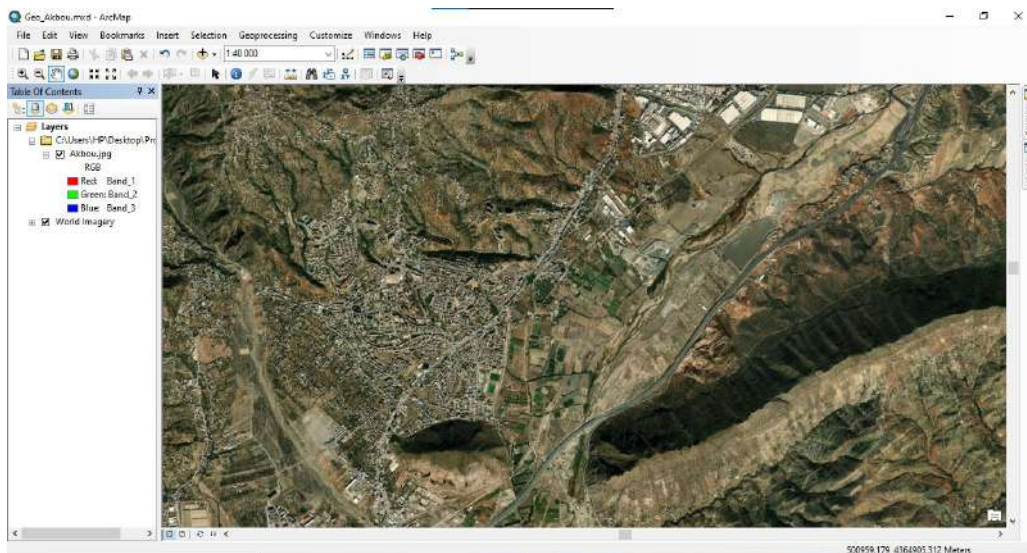 Geo_Akbou.mxd - ArcMap
File Edit View Bookmarks Insert Selection Geoprocessing Customize Windows Help
1:40 000
Table Of Contents
Layers
C:\Users\HP\Desktop\Pro
Akbou.jpg
RGB
Red: Band_1
Green: Band_2
Blue: Band_3
World Imagery
500959,179 4364905,312 Meters